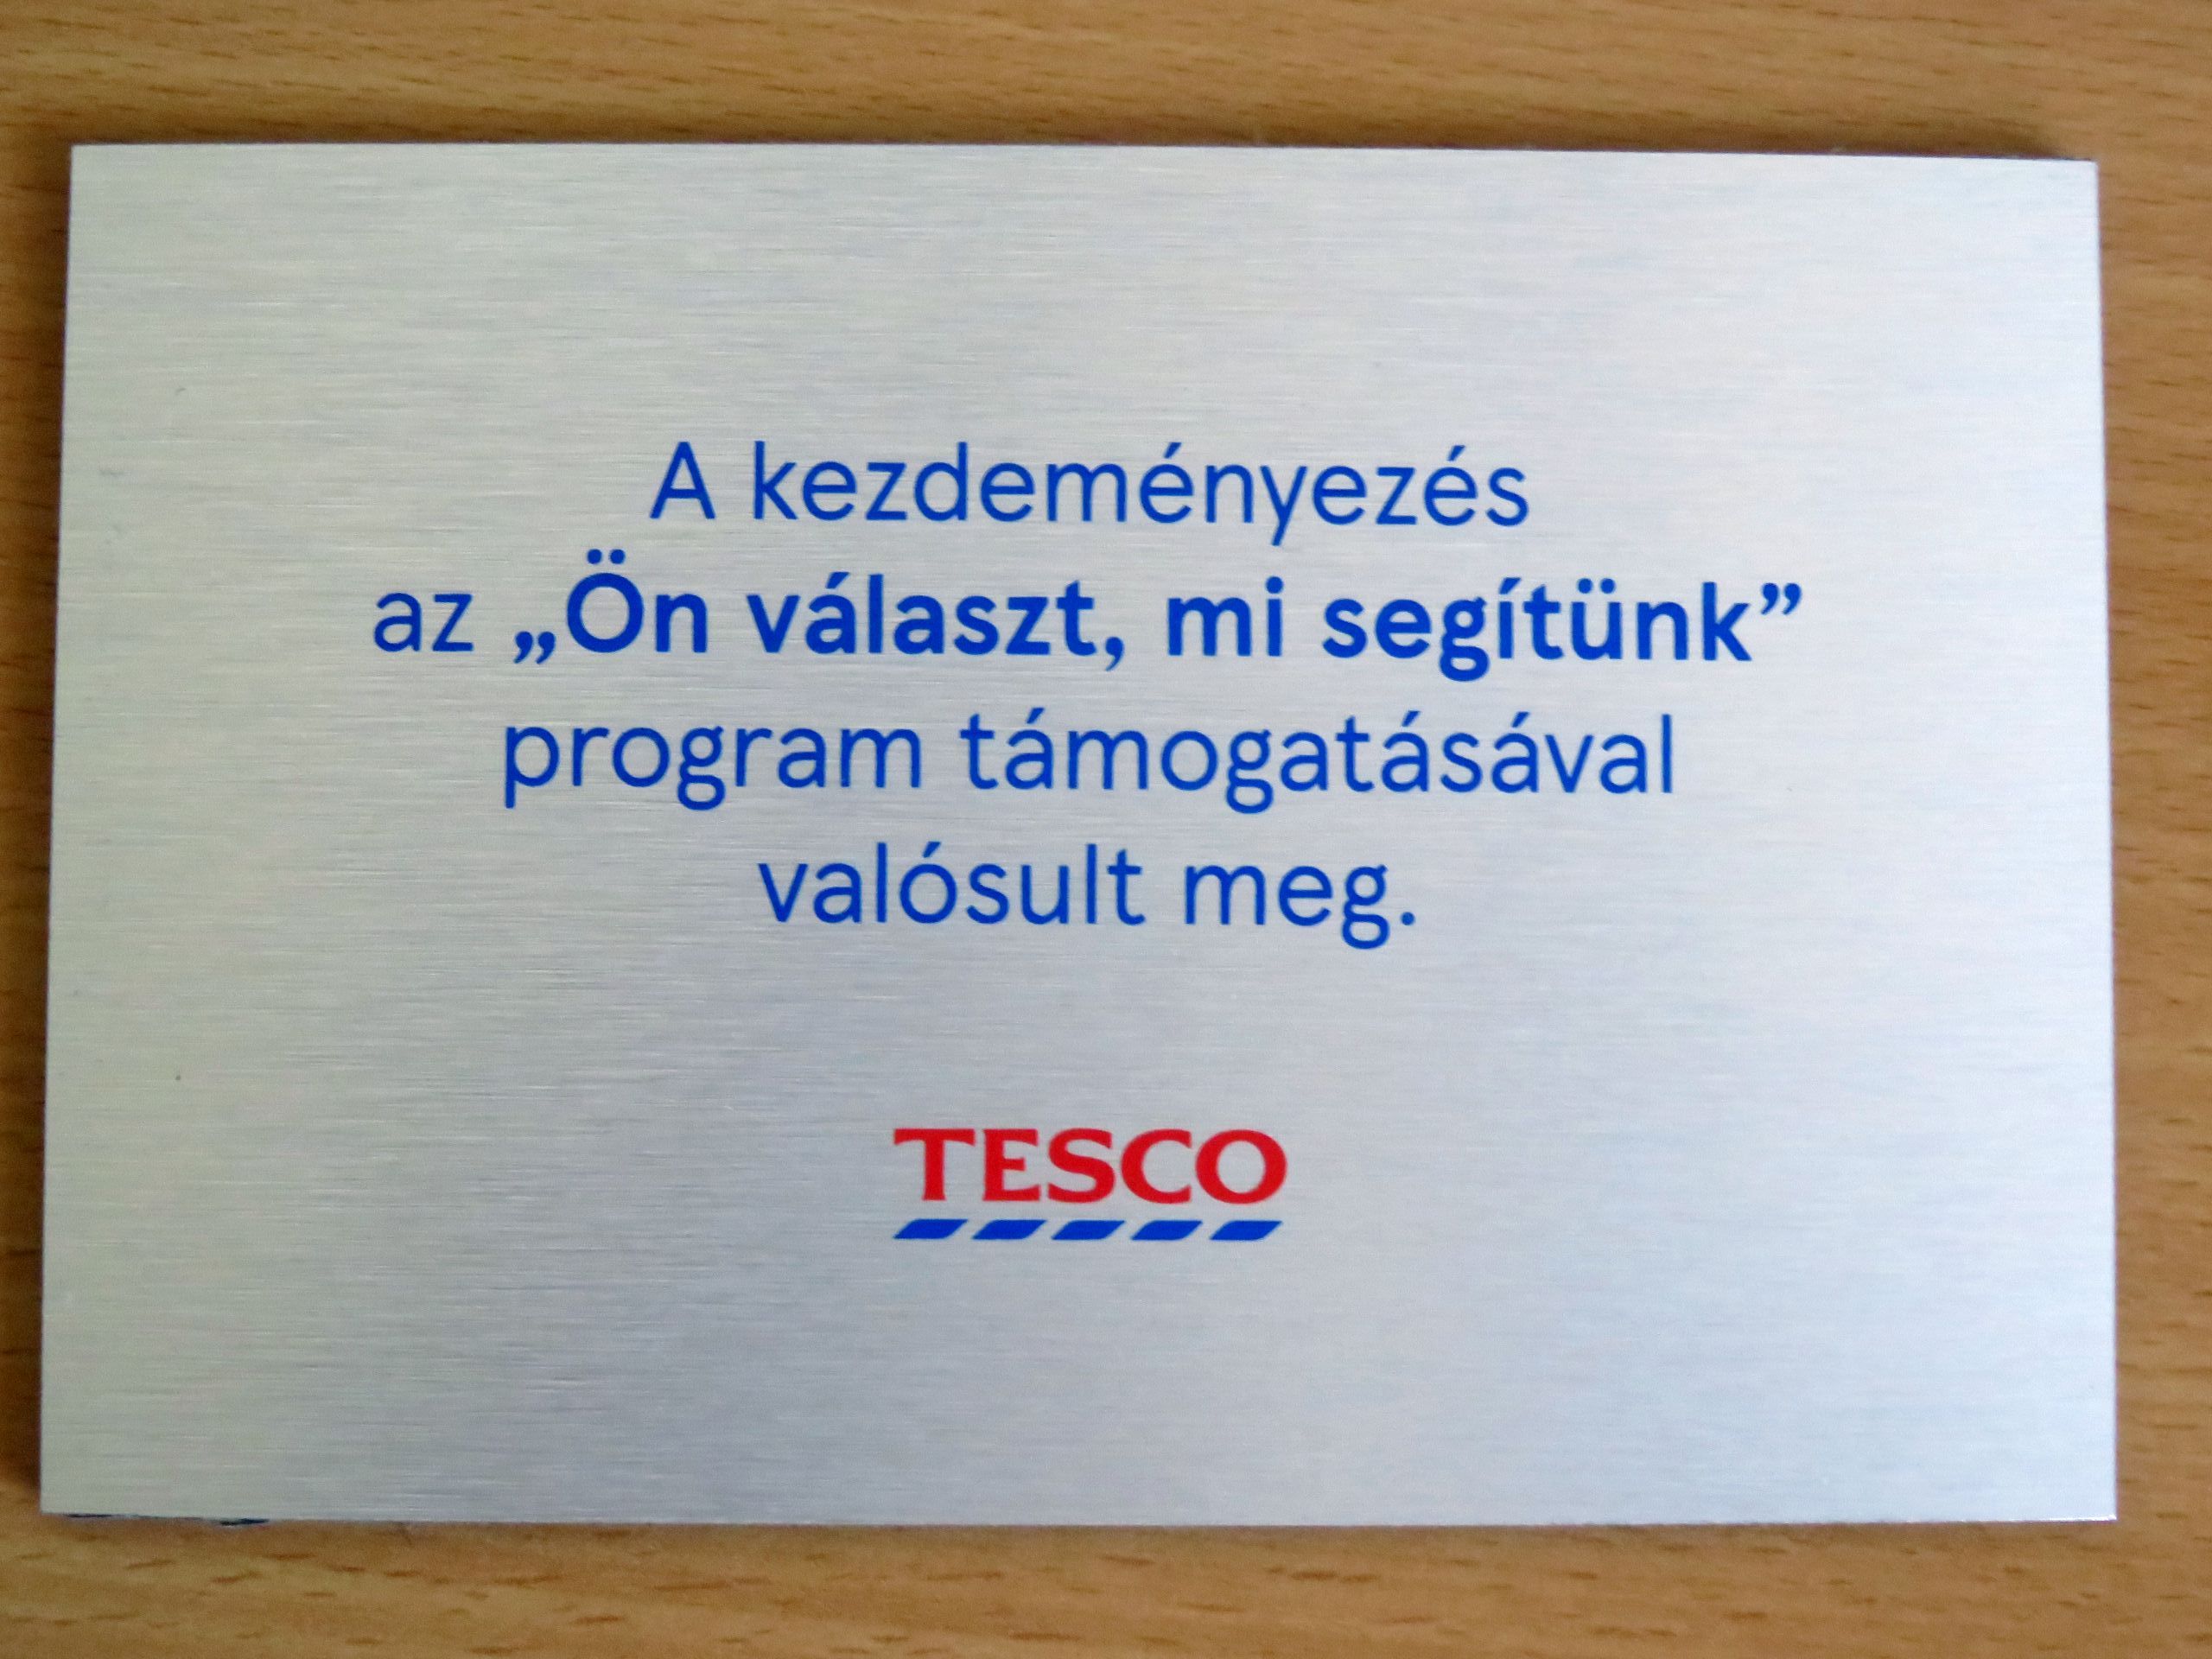 A kezdeményezés
az „Ön választ, mi segítünk”
program támogatásával
valósult meg.
TESCO